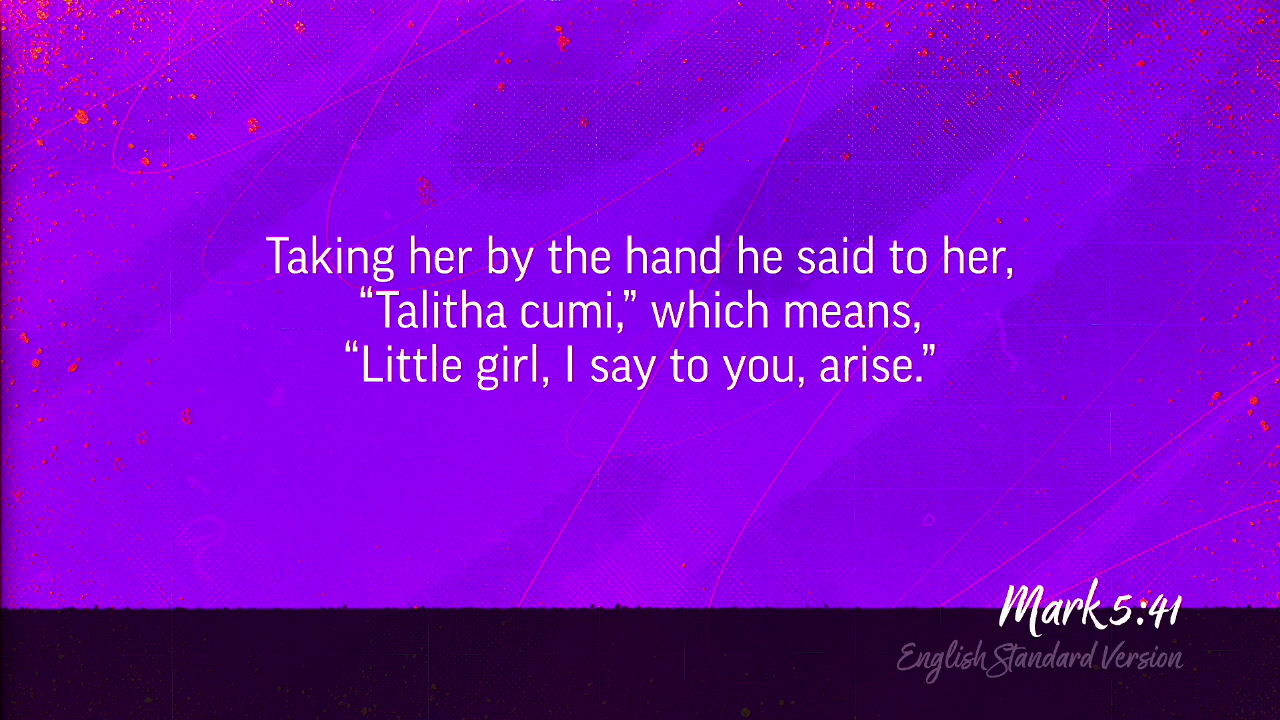 Taking her by the hand he said to her,
“Talitha cumi,” which means,
“Little girl, I say to you, arise.”
Mark 5:41
English Standard Version